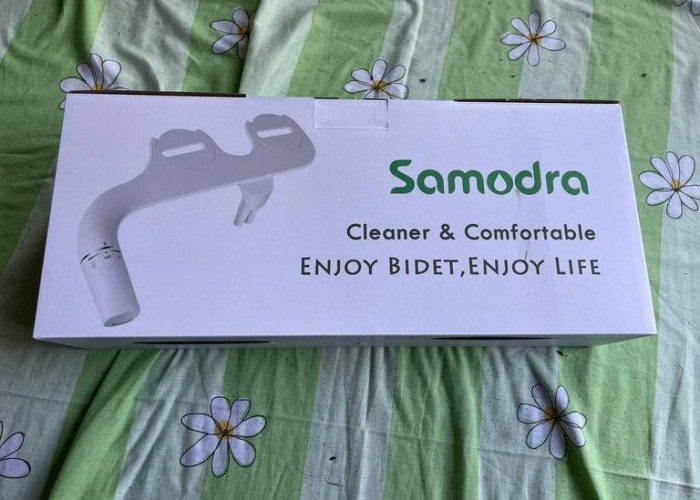 Samodra
Cleaner & Comfortable
ENJOY BIDET,ENJOY LIFE